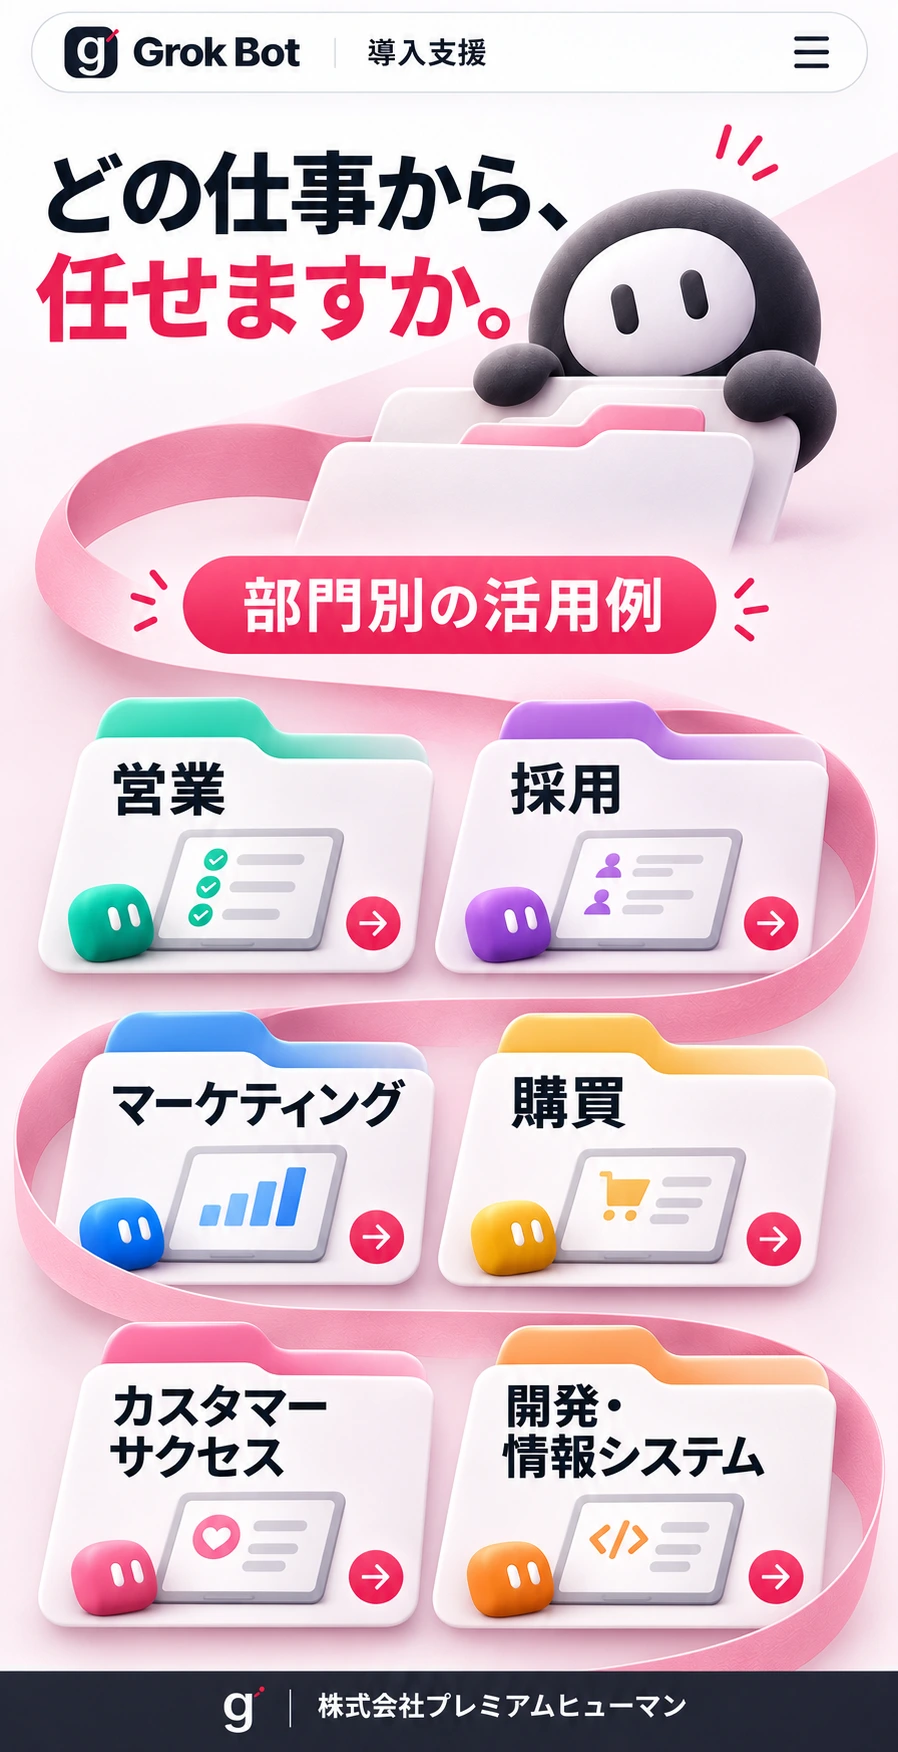 g Grok Bot 導入支援
どの仕事から、
任せますか。
部門別の活用例
営業
採用
マーケティング
購買
カスタマー
サクセス
開発・
情報システム
</>
g 株式会社プレミアムヒューマン